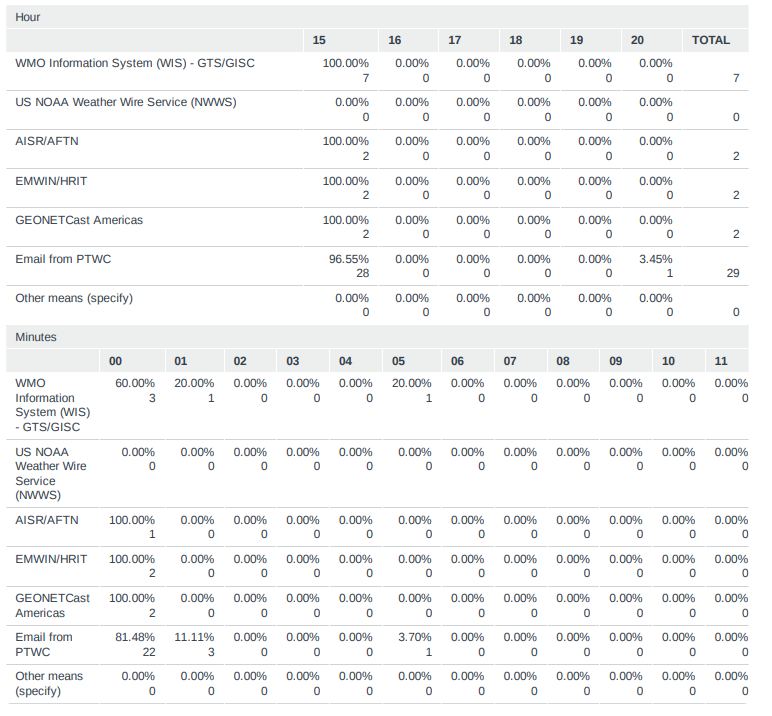 Hour
15 16 17 18 19 20 TOTAL
WMO Information System (WIS) - GTS/GISC 100.00% 0.00% 0.00% 0.00% 0.00% 0.00%
7 0 0 0 0 0 7
US NOAA Weather Wire Service (NWWS) 0.00% 0.00% 0.00% 0.00% 0.00% 0.00%
0 0 0 0 0 0 0
AISR/AFTN 100.00% 0.00% 0.00% 0.00% 0.00% 0.00%
2 0 0 0 0 0 2
EMWIN/HRIT 100.00% 0.00% 0.00% 0.00% 0.00% 0.00%
2 0 0 0 0 0 2
GEONETCast Americas 100.00% 0.00% 0.00% 0.00% 0.00% 0.00%
2 0 0 0 0 0 2
Email from PTWC 96.55% 0.00% 0.00% 0.00% 0.00% 3.45%
28 0 0 0 0 1 29
Other means (specify) 0.00% 0.00% 0.00% 0.00% 0.00% 0.00%
0 0 0 0 0 0 0
Minutes
00 01 02 03 04 05 06 07 08 09 10 11
WMO 60.00% 20.00% 0.00% 0.00% 0.00% 20.00% 0.00% 0.00% 0.00% 0.00% 0.00% 0.00%
Information 3 1 0 0 0 1 0 0 0 0 0 0
System (WIS)
- GTS/GISC
US NOAA 0.00% 0.00% 0.00% 0.00% 0.00% 0.00% 0.00% 0.00% 0.00% 0.00% 0.00% 0.00%
Weather Wire 0 0 0 0 0 0 0 0 0 0 0 0
Service
(NWWS)
AISR/AFTN 100.00% 0.00% 0.00% 0.00% 0.00% 0.00% 0.00% 0.00% 0.00% 0.00% 0.00% 0.00%
1 0 0 0 0 0 0 0 0 0 0 0
EMWIN/HRIT 100.00% 0.00% 0.00% 0.00% 0.00% 0.00% 0.00% 0.00% 0.00% 0.00% 0.00% 0.00%
2 0 0 0 0 0 0 0 0 0 0 0
GEONETCast 100.00% 0.00% 0.00% 0.00% 0.00% 0.00% 0.00% 0.00% 0.00% 0.00% 0.00% 0.00%
Americas 2 0 0 0 0 0 0 0 0 0 0 0
Email from 81.48% 11.11% 0.00% 0.00% 0.00% 3.70% 0.00% 0.00% 0.00% 0.00% 0.00% 0.00%
PTWC 22 3 0 0 0 1 0 0 0 0 0 0
Other means 0.00% 0.00% 0.00% 0.00% 0.00% 0.00% 0.00% 0.00% 0.00% 0.00% 0.00% 0.00%
(specify) 0 0 0 0 0 0 0 0 0 0 0 0